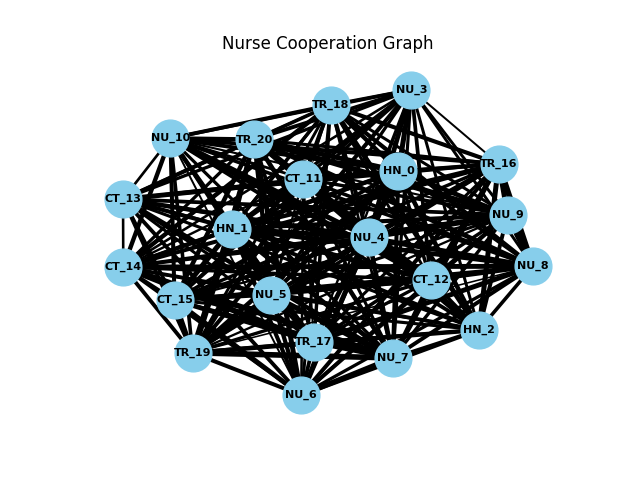 Nurse Cooperation Graph
NU_3
TR_18
NU_10
TR_20
TR_16
HN_0
CT_11
CT_13
NU_9
HN_1
NU_4
NU_8
CT_14
CT_12
NU_5
CT_15
HN_2
TR_17
TR_19
NU_7
NU_6